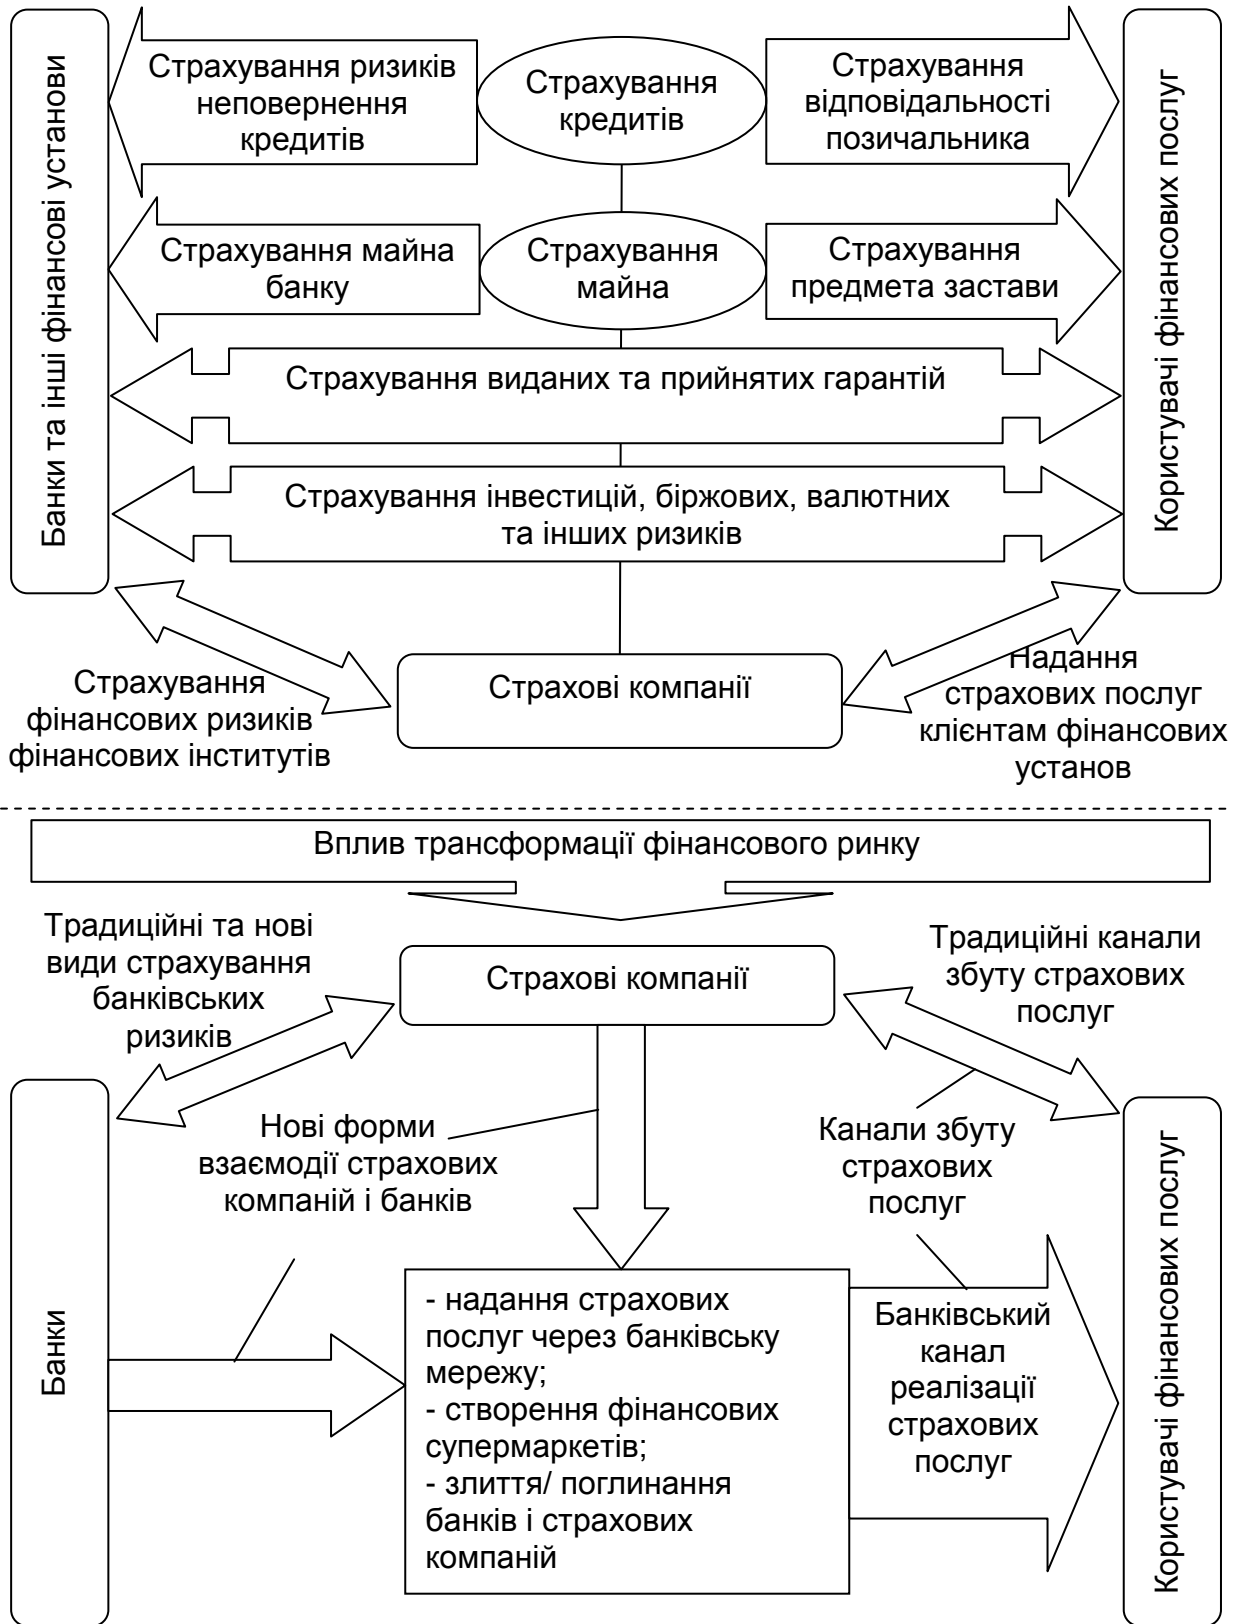 Банки та інші фінансові установи
Страхування ризиків
неповернення
кредитів
Страхування
кредитів
Страхування
відповідальності
позичальника
Користувачі фінансових послуг
Страхування майна
банку
Страхування
майна
Страхування
предмета застави
Страхування виданих та прийнятих гарантій
Страхування інвестицій, біржових, валютних
та інших ризиків
Страхування
фінансових ризиків
фінансових інститутів
Страхові компанії
Надання
страхових послуг
клієнтам фінансових
установ
Вплив трансформації фінансового ринку
Традиційні та нові
види страхування
банківських
ризиків
Страхові компанії
Традиційні канали
збуту страхових
послуг
Нові форми
взаємодії страхових
компаній і банків
Канали збуту
страхових
послуг
Банки
- надання страхових
послуг через банківську
мережу;
- створення фінансових
супермаркетів;
- злиття/ поглинання
банків і страхових
компаній
Банківський
канал
реалізації
страхових
послуг
Користувачі фінансових послуг